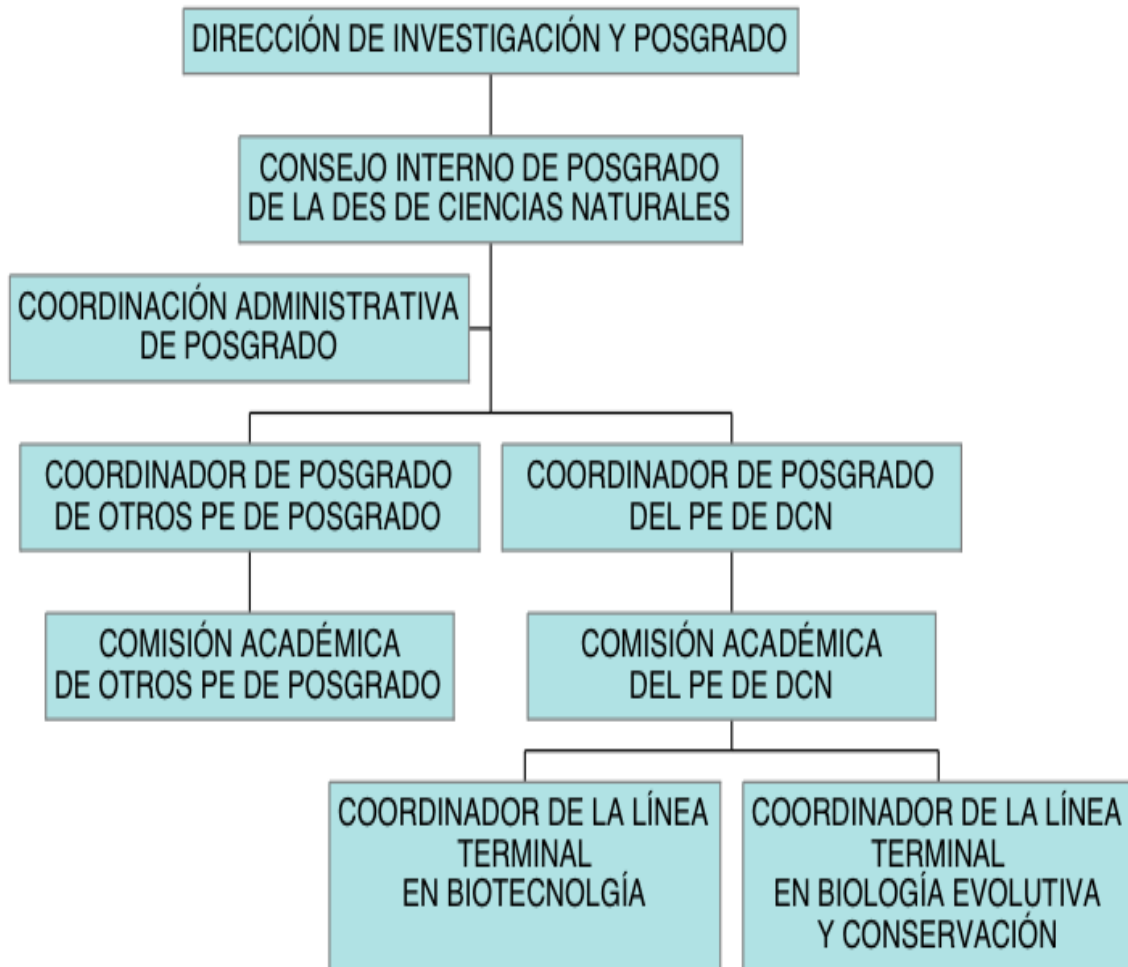 DIRECCIÓN DE INVESTIGACIÓN Y POSGRADO
CONSEJO INTERNO DE POSGRADO
DE LA DES DE CIENCIAS NATURALES
COORDINACIÓN ADMINISTRATIVA
DE POSGRADO
COORDINADOR DE POSGRADO
DE OTROS PE DE POSGRADO
COORDINADOR DE POSGRADO
DEL PE DE DCN
COMISIÓN ACADÉMICA
DE OTROS PE DE POSGRADO
COMISIÓN ACADÉMICA
DEL PE DE DCN
COORDINADOR DE LA LÍNEA
TERMINAL
EN BIOTECNOLGÍA
COORDINADOR DE LA LÍNEA
TERMINAL
EN BIOLOGÍA EVOLUTIVA
Y CONSERVACIÓN